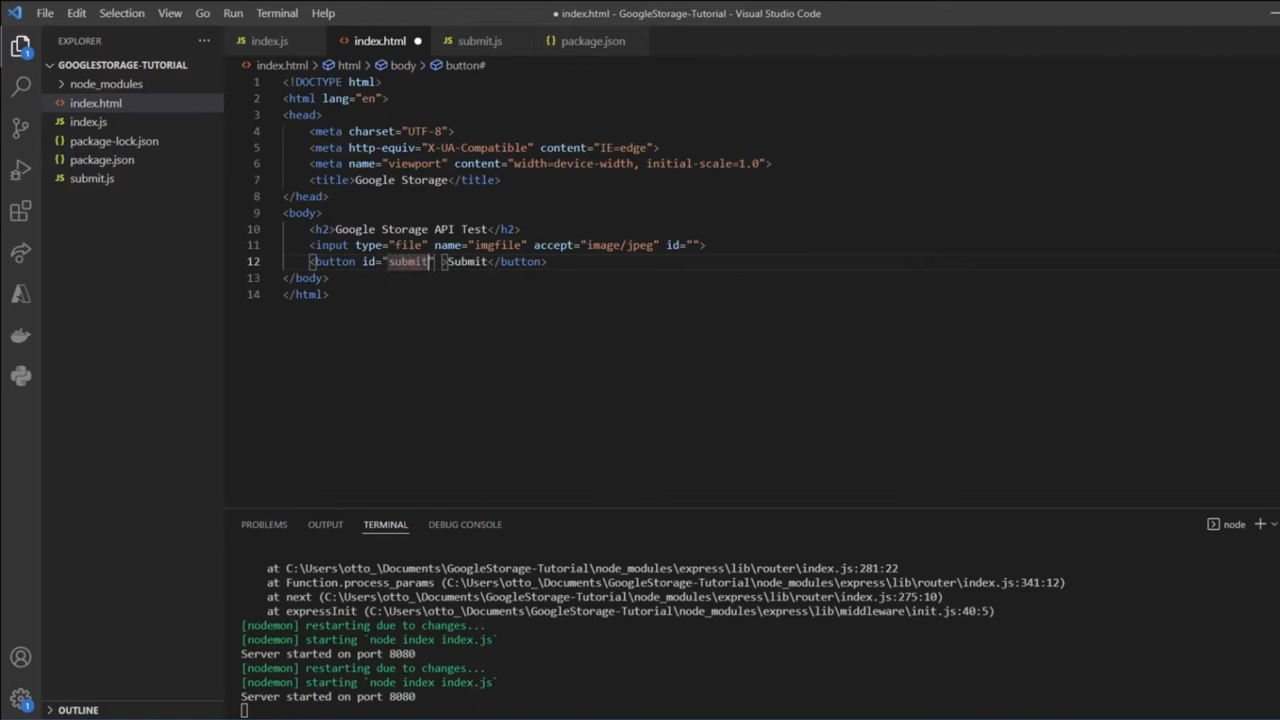 File Edit Selection View Go Run Terminal Help ● index.html - GoogleStorage-Tutorial - Visual Studio Code
EXPLORER ···
index.js index.html ● submit.js package.json
GOOGLESTORAGE-TUTORIAL
index.html > html > body > button#
node_modules
index.html
index.js
package-lock.json
package.json
submit.js
1 <!DOCTYPE html>
2 <html lang="en">
3 <head>
4 <meta charset="UTF-8">
5 <meta http-equiv="X-UA-Compatible" content="IE=edge">
6 <meta name="viewport" content="width=device-width, initial-scale=1.0">
7 <title>Google Storage</title>
8 </head>
9 <body>
10 <h2>Google Storage API Test</h2>
11 <input type="file" name="imgfile" accept="image/jpeg" id="">
12 <button id="submit" >Submit</button>
13 </body>
14 </html>
PROBLEMS OUTPUT TERMINAL DEBUG CONSOLE node
at C:\Users\otto_\Documents\GoogleStorage-Tutorial\node_modules\express\lib\router\index.js:281:22
at Function.process_params (C:\Users\otto_\Documents\GoogleStorage-Tutorial\node_modules\express\lib\router\index.js:341:12)
at next (C:\Users\otto_\Documents\GoogleStorage-Tutorial\node_modules\express\lib\router\index.js:275:10)
at expressInit (C:\Users\otto_\Documents\GoogleStorage-Tutorial\node_modules\express\lib\middleware\init.js:40:5)
[nodemon] restarting due to changes...
[nodemon] starting `node index index.js`
Server started on port 8080
[nodemon] restarting due to changes...
[nodemon] starting `node index index.js`
Server started on port 8080
OUTLINE
1
1